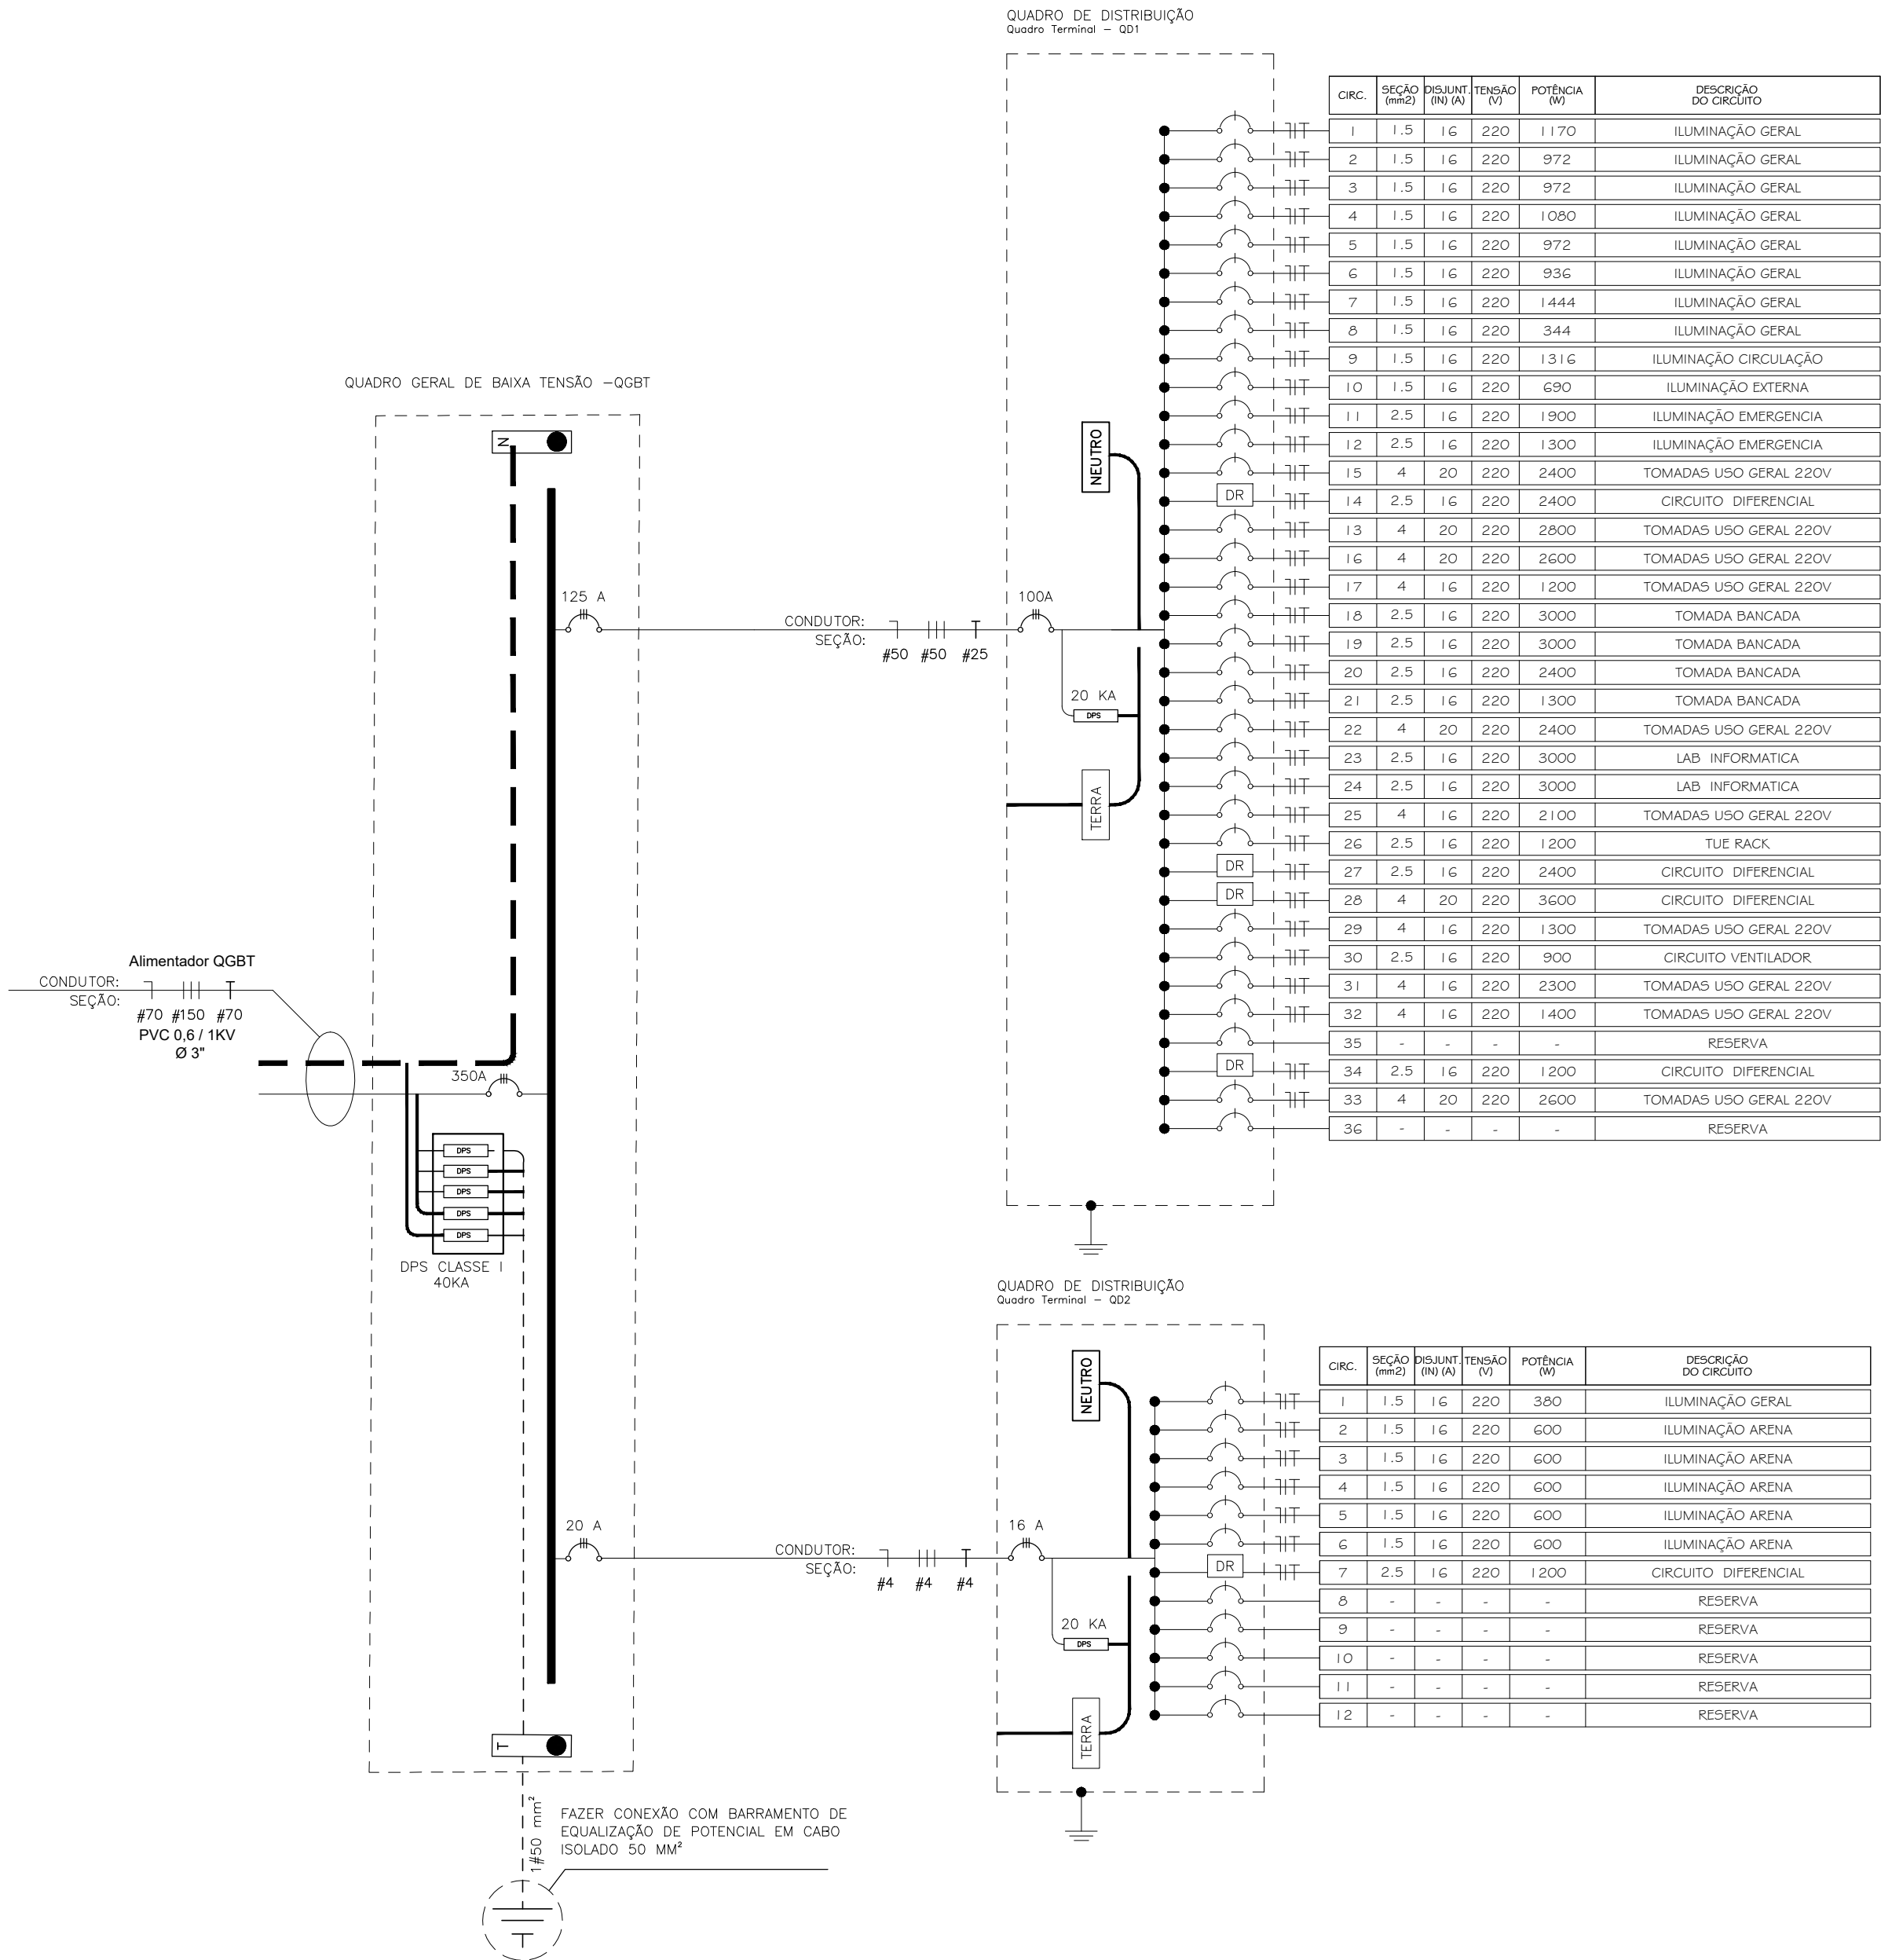 QUADRO DE DISTRIBUIÇÃO
Quadro Terminal - QD1
CIRC. SEÇÃO (mm2) DISJUNT. (IN) (A) TENSÃO (V) POTÊNCIA (W) DESCRIÇÃO DO CIRCUITO
1 1.5 16 220 1170 ILUMINAÇÃO GERAL
2 1.5 16 220 972 ILUMINAÇÃO GERAL
3 1.5 16 220 972 ILUMINAÇÃO GERAL
4 1.5 16 220 1080 ILUMINAÇÃO GERAL
5 1.5 16 220 972 ILUMINAÇÃO GERAL
6 1.5 16 220 936 ILUMINAÇÃO GERAL
7 1.5 16 220 1444 ILUMINAÇÃO GERAL
8 1.5 16 220 344 ILUMINAÇÃO GERAL
9 1.5 16 220 1316 ILUMINAÇÃO CIRCULAÇÃO
10 1.5 16 220 690 ILUMINAÇÃO EXTERNA
11 2.5 16 220 1900 ILUMINAÇÃO EMERGENCIA
12 2.5 16 220 1300 ILUMINAÇÃO EMERGENCIA
15 4 20 220 2400 TOMADAS USO GERAL 220V
DR 14 2.5 16 220 2400 CIRCUITO DIFERENCIAL
13 4 20 220 2800 TOMADAS USO GERAL 220V
16 4 20 220 2600 TOMADAS USO GERAL 220V
17 4 16 220 1200 TOMADAS USO GERAL 220V
18 2.5 16 220 3000 TOMADA BANCADA
19 2.5 16 220 3000 TOMADA BANCADA
20 2.5 16 220 2400 TOMADA BANCADA
21 2.5 16 220 1300 TOMADA BANCADA
22 4 20 220 2400 TOMADAS USO GERAL 220V
23 2.5 16 220 3000 LAB INFORMATICA
24 2.5 16 220 3000 LAB INFORMATICA
25 4 16 220 2100 TOMADAS USO GERAL 220V
26 2.5 16 220 1200 TUE RACK
DR 27 2.5 16 220 2400 CIRCUITO DIFERENCIAL
DR 28 4 20 220 3600 CIRCUITO DIFERENCIAL
29 4 16 220 1300 TOMADAS USO GERAL 220V
30 2.5 16 220 900 CIRCUITO VENTILADOR
31 4 16 220 2300 TOMADAS USO GERAL 220V
32 4 16 220 1400 TOMADAS USO GERAL 220V
35 - - - - RESERVA
DR 34 2.5 16 220 1200 CIRCUITO DIFERENCIAL
33 4 20 220 2600 TOMADAS USO GERAL 220V
36 - - - - RESERVA
NEUTRO
100A
20 KA
DPS
TERRA
QUADRO GERAL DE BAIXA TENSÃO -QGBT
N
125 A
CONDUTOR:
SEÇÃO:
#50 #50 #25
Alimentador QGBT
CONDUTOR:
SEÇÃO:
#70 #150 #70
PVC 0,6 / 1KV
Ø 3"
350A
DPS
DPS
DPS
DPS
DPS
DPS CLASSE I
40KA
20 A
CONDUTOR:
SEÇÃO:
#4 #4 #4
T
1#50 mm²
FAZER CONEXÃO COM BARRAMENTO DE
EQUALIZAÇÃO DE POTENCIAL EM CABO
ISOLADO 50 MM²
QUADRO DE DISTRIBUIÇÃO
Quadro Terminal - QD2
NEUTRO
16 A
20 KA
DPS
TERRA
CIRC. SEÇÃO (mm2) DISJUNT. (IN) (A) TENSÃO (V) POTÊNCIA (W) DESCRIÇÃO DO CIRCUITO
1 1.5 16 220 380 ILUMINAÇÃO GERAL
2 1.5 16 220 600 ILUMINAÇÃO ARENA
3 1.5 16 220 600 ILUMINAÇÃO ARENA
4 1.5 16 220 600 ILUMINAÇÃO ARENA
5 1.5 16 220 600 ILUMINAÇÃO ARENA
6 1.5 16 220 600 ILUMINAÇÃO ARENA
DR 7 2.5 16 220 1200 CIRCUITO DIFERENCIAL
8 - - - - RESERVA
9 - - - - RESERVA
10 - - - - RESERVA
11 - - - - RESERVA
12 - - - - RESERVA